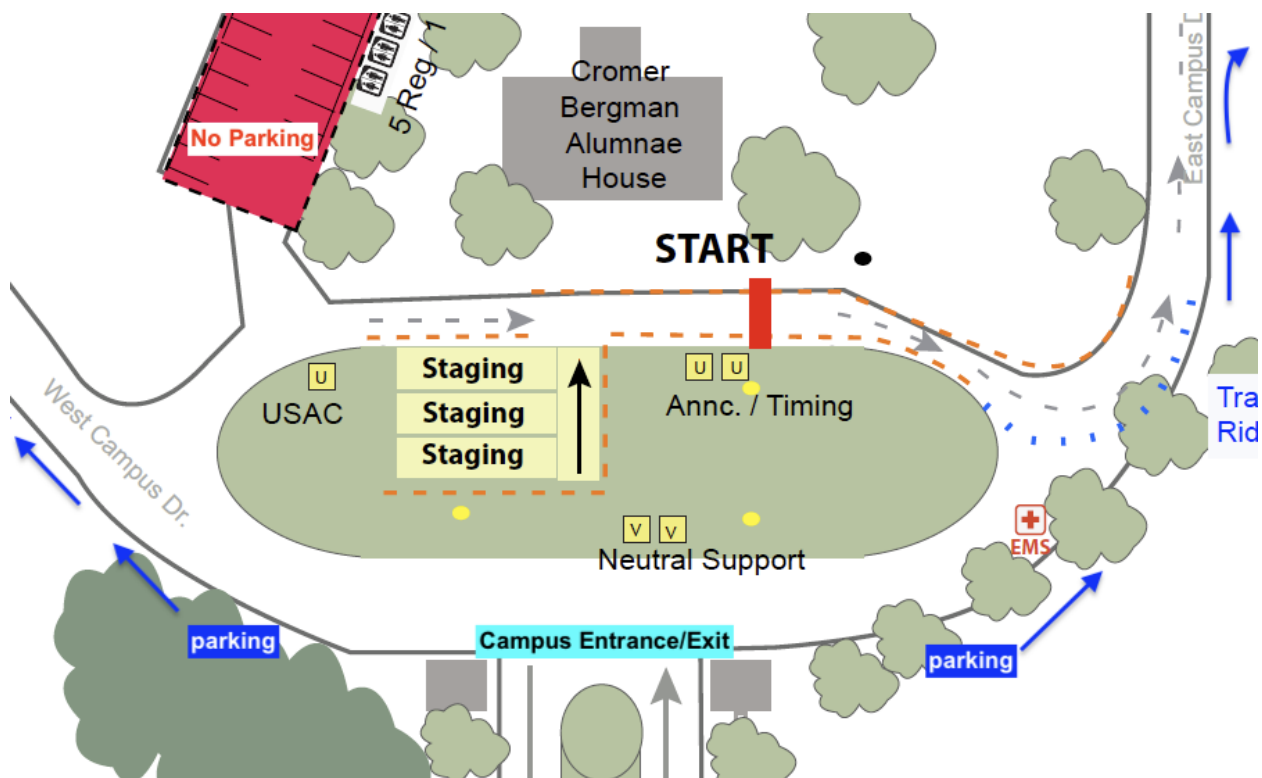 Cromer
Bergman
Alumnae
House
5 Reg / 1
No Parking
East Campus D
START
Staging
Staging
Staging
U
USAC
U U
Annc. / Timing
Tra
Rid
West Campus Dr.
V V
Neutral Support
EMS
parking
Campus Entrance/Exit
parking